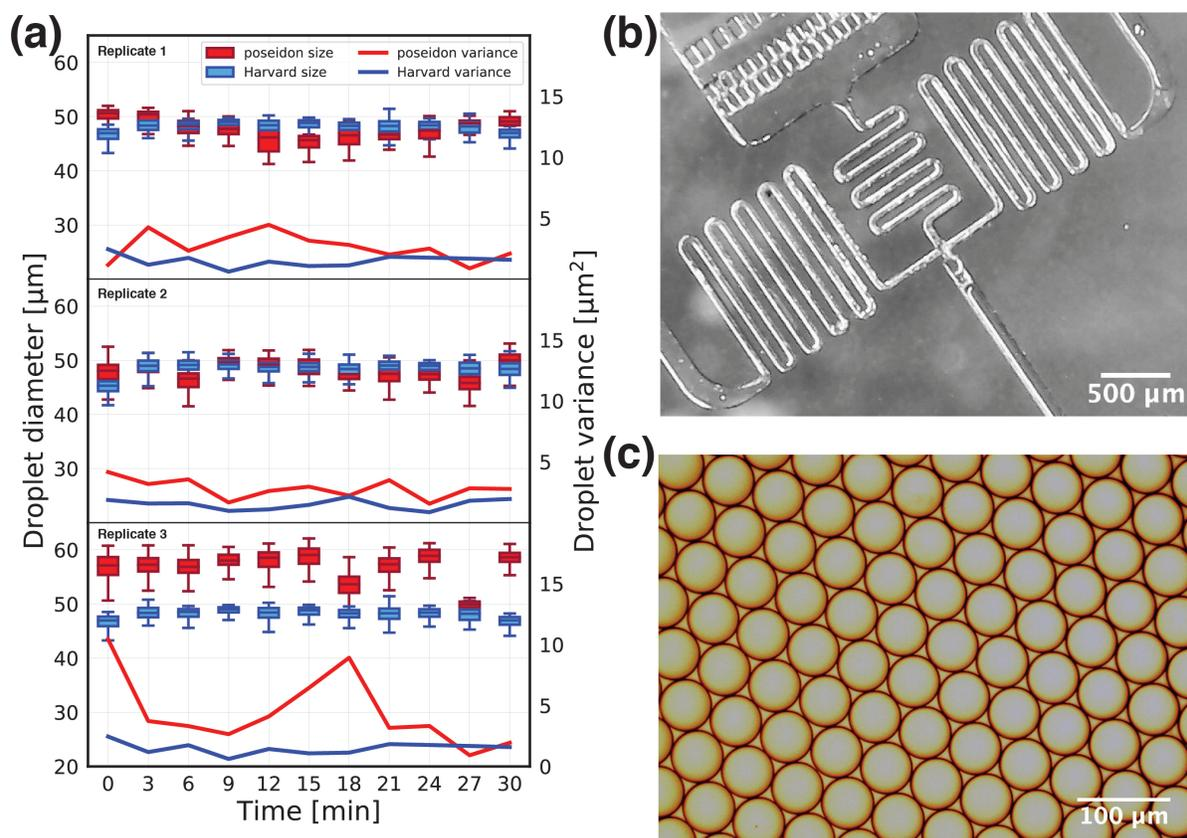 (a)
Replicate 1
poseidon size
Harvard size
poseidon variance
Harvard variance
60
50
40
30
15
10
5
Replicate 2
60
50
40
30
15
10
5
Replicate 3
60
50
40
30
20
15
10
5
0
0 3 6 9 12 15 18 21 24 27 30
Time [min]
Droplet diameter [µm]
Droplet variance [µm²]
(b)
500 µm
(c)
100 µm